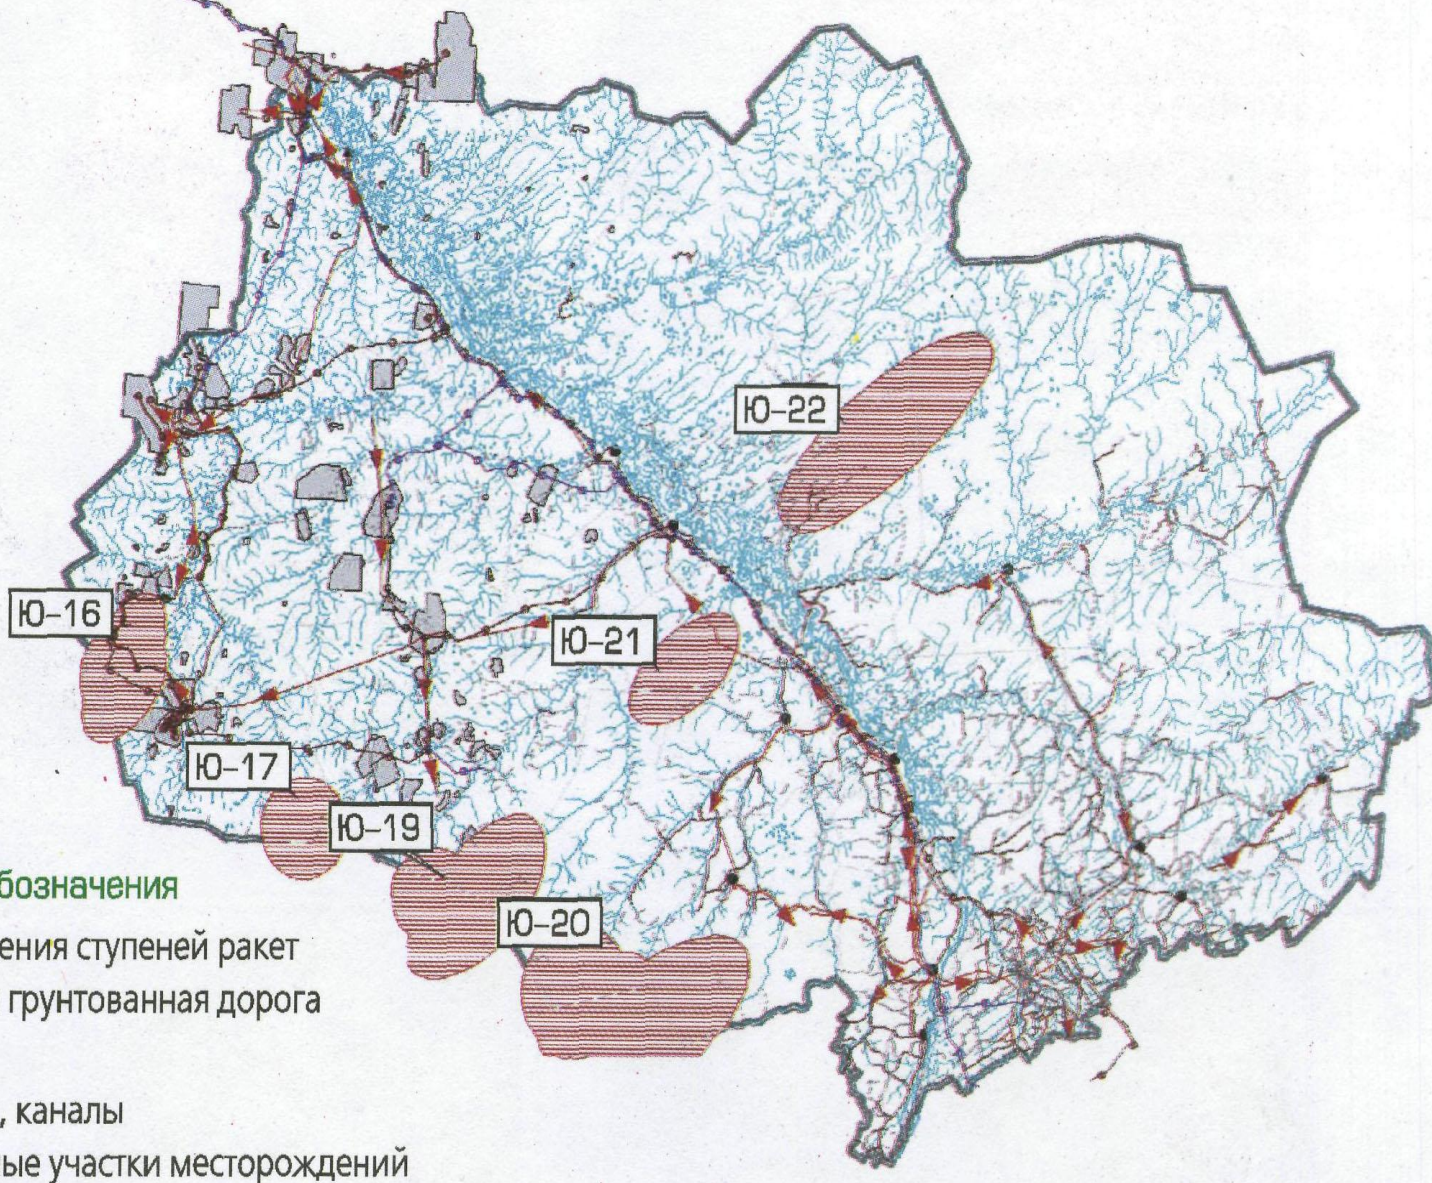 Ю-22
Ю-16
Ю-21
Ю-17
Ю-19
Ю-20
бозначения
ения ступеней ракет
грунтованная дорога
, каналы
ые участки месторождений